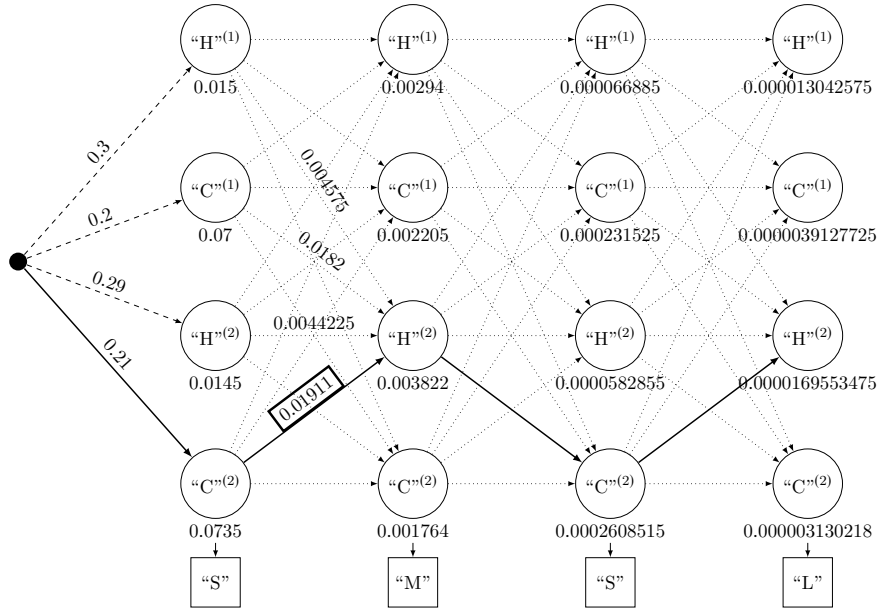 “H”(1) “H”(1) “H”(1) “H”(1)
0.015 0.00294 0.000066885 0.000013042575
0.3
0.004575
“C”(1) “C”(1) “C”(1) “C”(1)
0.2
0.07 0.002205 0.000231525 0.0000039127725
0.0182
0.29
0.0044225
“H”(2) “H”(2) “H”(2) “H”(2)
0.21
0.0145 0.003822 0.0000582855 0.0000169553475
0.01911
“C”(2) “C”(2) “C”(2) “C”(2)
0.0735 0.001764 0.0002608515 0.000003130218
“S” “M” “S” “L”